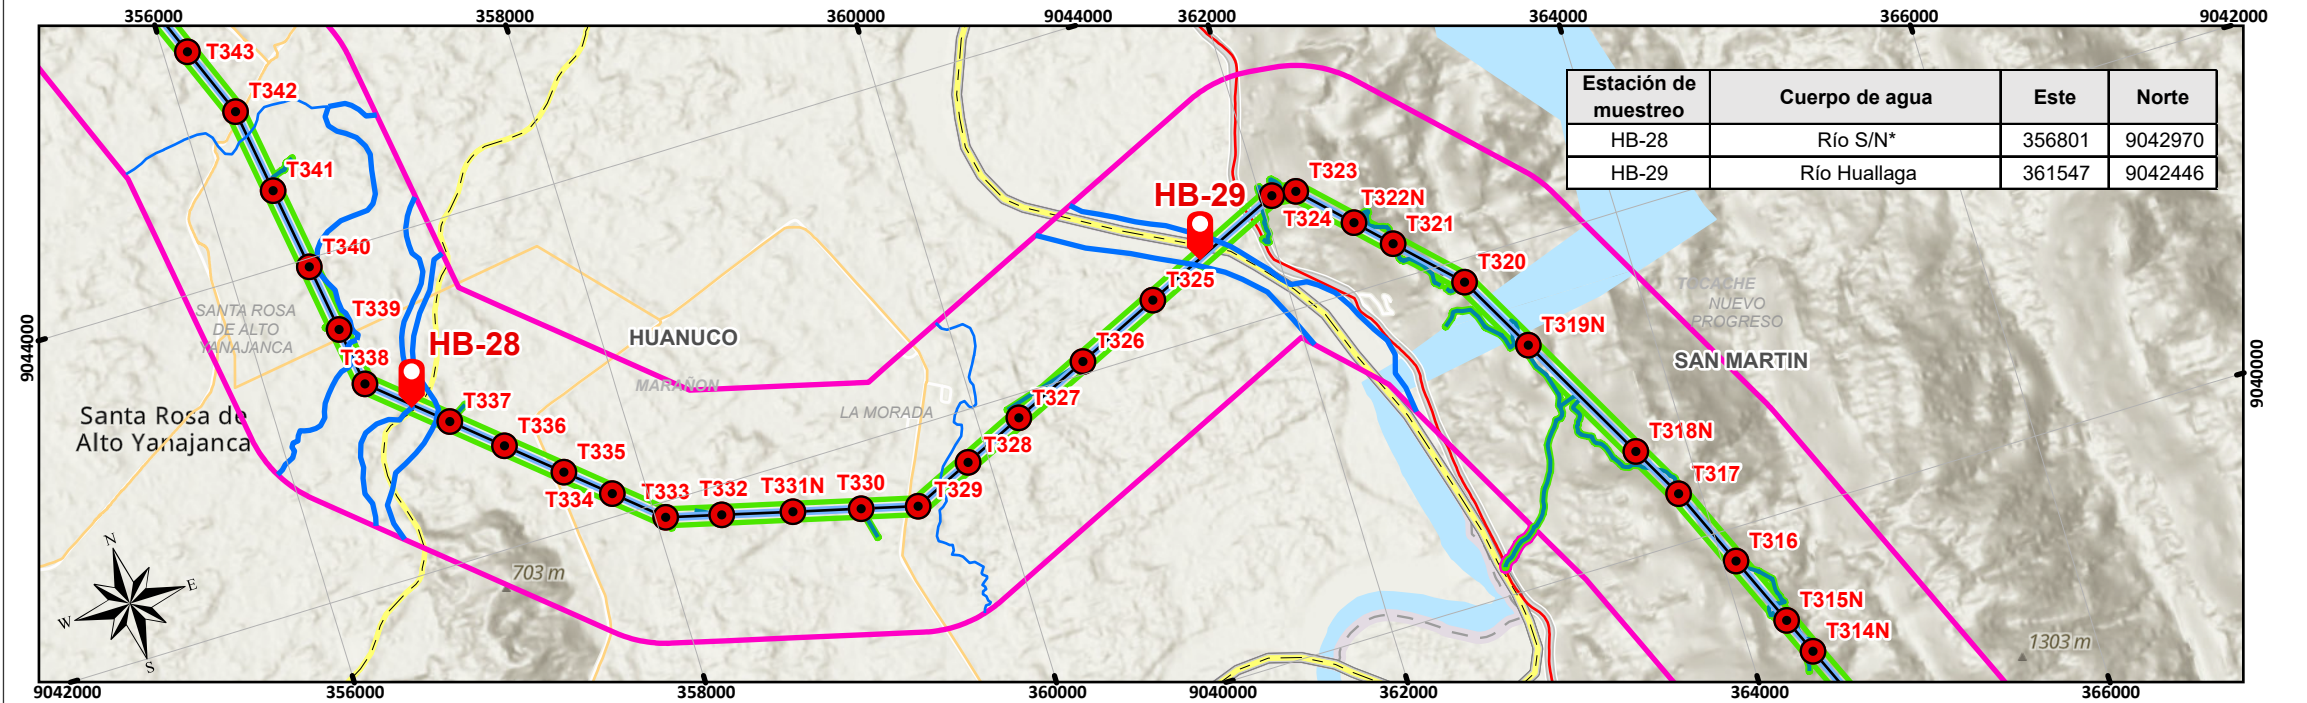 356000
358000
360000
9044000
362000
364000
366000
9042000
T343
T342
T341
T340
T339
T338
HB-28
T337
T336
T335
T334
T333
T332
T331N
T330
T329
T328
T327
T326
T325
HB-29
T324
T323
T322N
T321
T320
T319N
T318N
T317
T316
T315N
T314N
Estación de muestreo
Cuerpo de agua
Este
Norte
HB-28
Río S/N*
356801
9042970
HB-29
Río Huallaga
361547
9042446
SANTA ROSA
DE ALTO
YANAJANCA
Santa Rosa de
Alto Yanajanca
HUANUCO
MARAÑON
LA MORADA
TOCACHE
NUEVO
PROGRESO
SAN MARTIN
703 m
1303 m
N
E
W
S
9044000
9040000
9042000
356000
358000
360000
9040000
362000
364000
366000